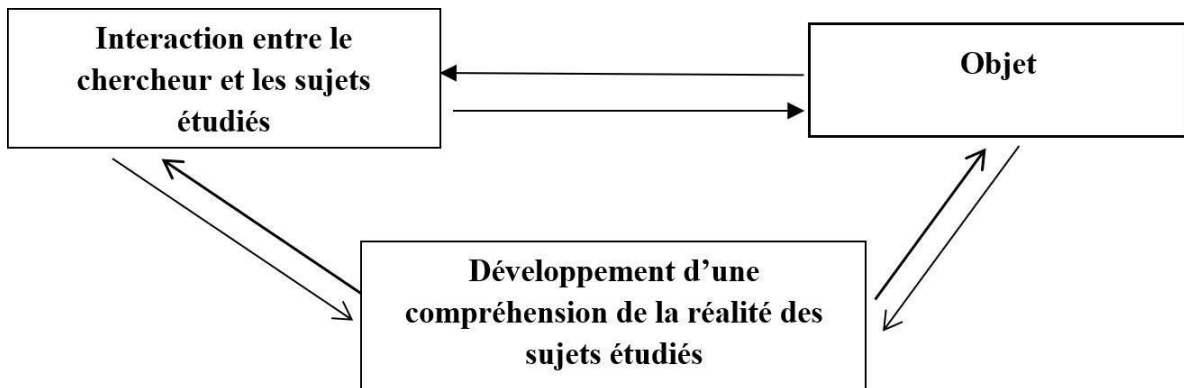 Interaction entre le
chercheur et les sujets
étudiés
Objet
Développement d’une
compréhension de la réalité des
sujets étudiés